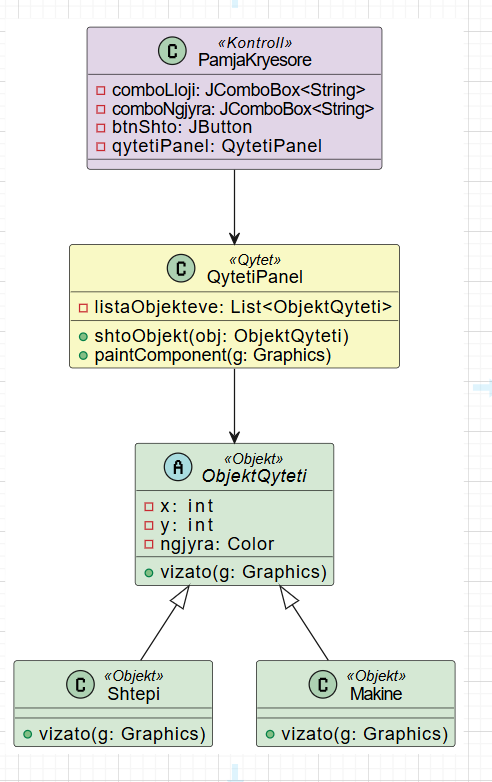 C «Kontroll»
PamjaKryesore
comboLloji: JComboBox<String>
comboNgjyra: JComboBox<String>
btnShto: JButton
qytetiPanel: QytetiPanel
C «Qytet»
QytetiPanel
listaObjekteve: List<ObjektQyteti>
shtoObjekt(obj: ObjektQyteti)
paintComponent(g: Graphics)
A «Objekt»
ObjektQyteti
x: int
y: int
ngjyra: Color
vizato(g: Graphics)
C «Objekt»
Shtepi
vizato(g: Graphics)
C «Objekt»
Makine
vizato(g: Graphics)